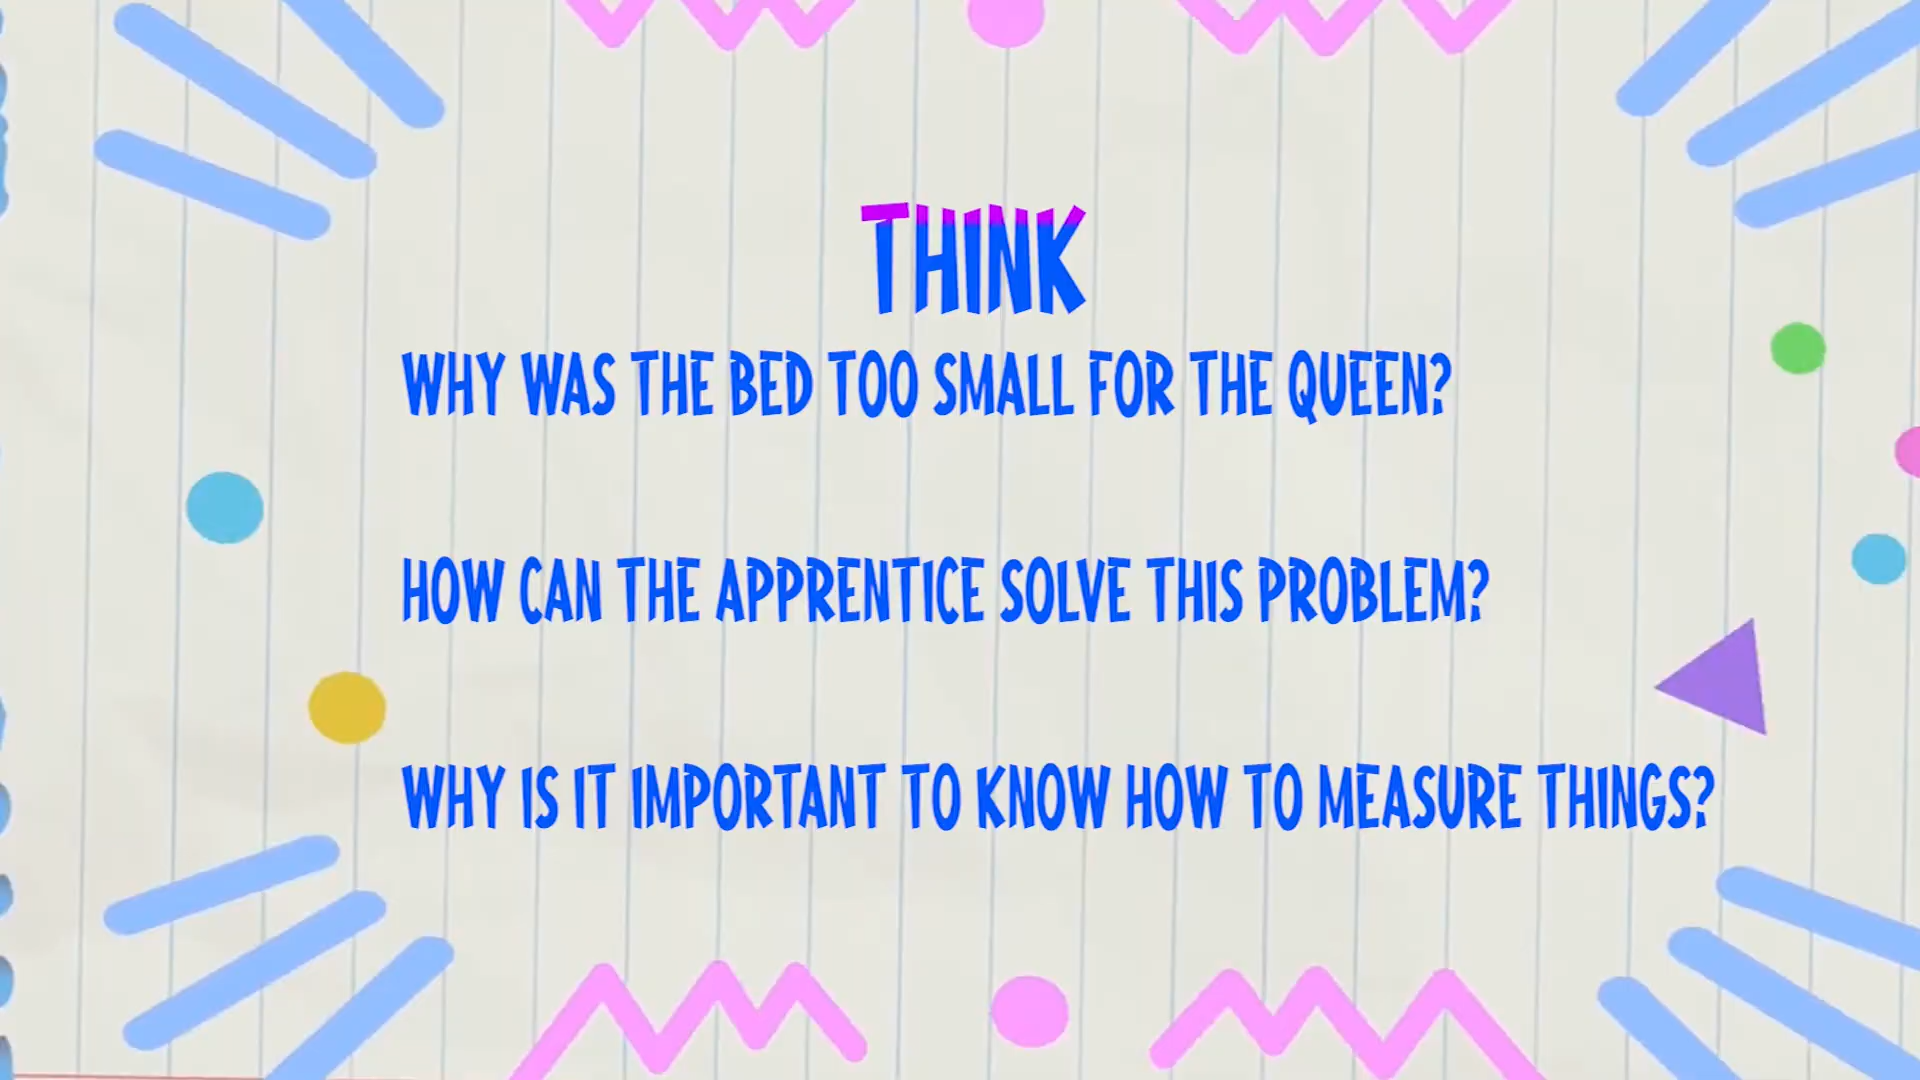 THINK
WHY WAS THE BED TOO SMALL FOR THE QUEEN?
HOW CAN THE APPRENTICE SOLVE THIS PROBLEM?
WHY IS IT IMPORTANT TO KNOW HOW TO MEASURE THINGS?